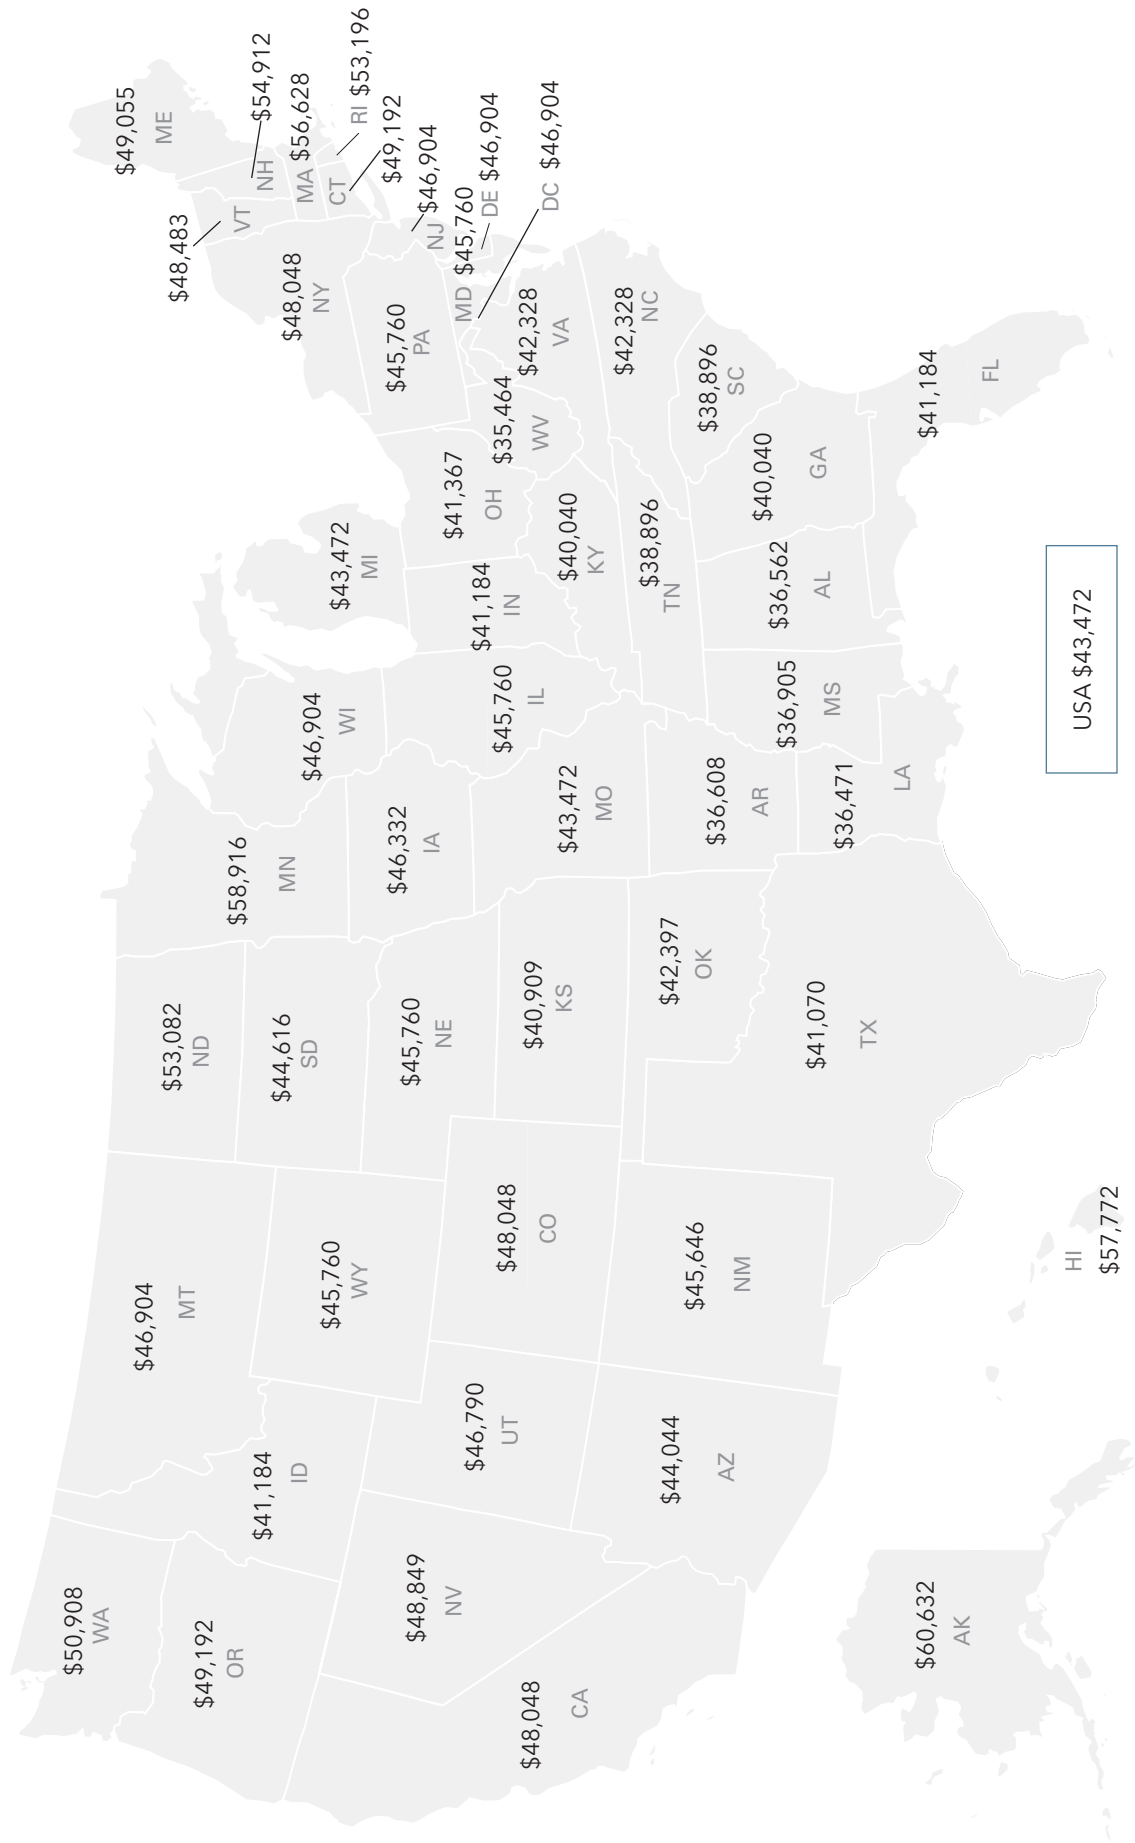 $50,908
WA
$49,192
OR
$48,048
CA
$48,849
NV
$41,184
ID
$46,904
MT
$45,760
WY
$46,790
UT
$48,048
CO
$44,044
AZ
$45,646
NM
$53,082
ND
$44,616
SD
$45,760
NE
$40,909
KS
$42,397
OK
$41,070
TX
$58,916
MN
$46,332
IA
$43,472
MO
$36,608
AR
$36,471
LA
$46,904
WI
$45,760
IL
$43,472
MI
$41,184
IN
$41,367
OH
$40,040
KY
$38,896
TN
$36,905
MS
$36,562
AL
$40,040
GA
$41,184
FL
$38,896
SC
$42,328
NC
$42,328
VA
$35,464
WV
$45,760
PA
$48,048
NY
$48,483
VT
$54,912
NH
$49,055
ME
MA $56,628
RI $53,196
$49,192
CT
$46,904
NJ
DE $46,904
MD $45,760
DC $46,904
$60,632
AK
HI
$57,772
USA $43,472